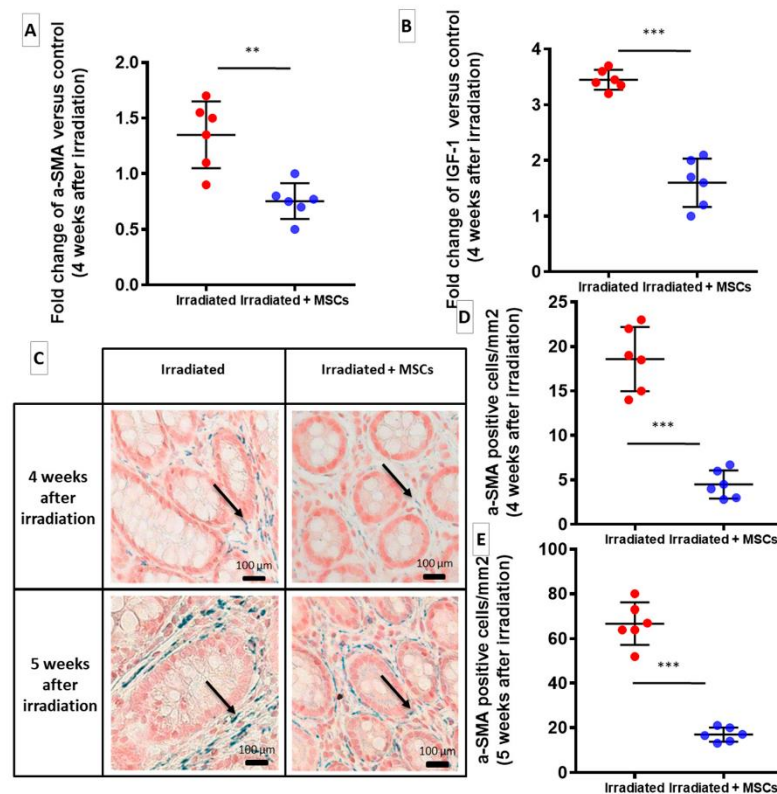 A
Fold change of a-SMA versus control
(4 weeks after irradiation)
2.0
1.5
1.0
0.5
0.0
**
Irradiated Irradiated + MSCs
B
Fold change of IGF-1 versus control
(4 weeks after irradiation)
4
3
2
1
0
***
Irradiated Irradiated + MSCs
C
Irradiated
Irradiated + MSCs
4 weeks
after
irradiation
100 µm
100 µm
5 weeks
after
irradiation
100 µm
100 µm
D
a-SMA positive cells/mm2
(4 weeks after irradiation)
25
20
15
10
5
0
***
Irradiated Irradiated + MSCs
E
a-SMA positive cells/mm2
(5 weeks after irradiation)
100
80
60
40
20
0
***
Irradiated Irradiated + MSCs